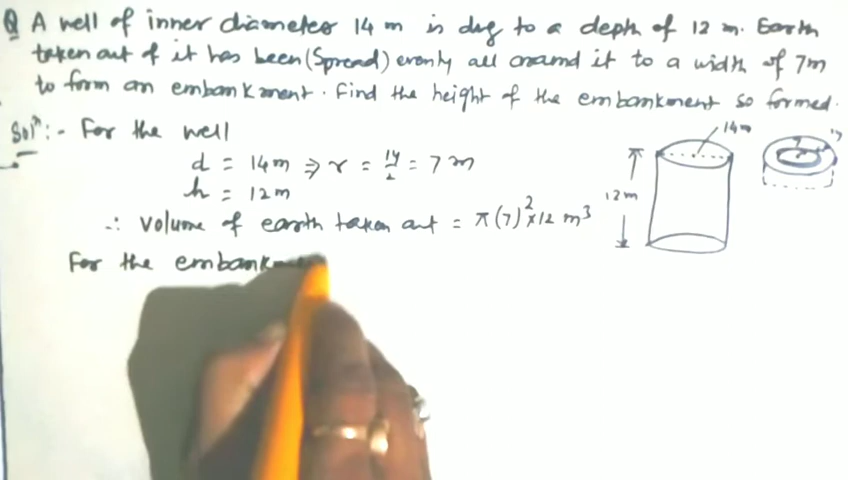 Q A well of inner diameter 14 m is dug to a depth of 12 m. Earth
taken out of it has been (Spread) evenly all around it to a width of 7m
to form an embankment. Find the height of the embankment so formed.
Solⁿ:- For the well
d = 14m ⇒ r = 14/2 = 7 m
h = 12m
∴ Volume of earth taken out = π(7)²×12 m³
For the embankm
14m
12m